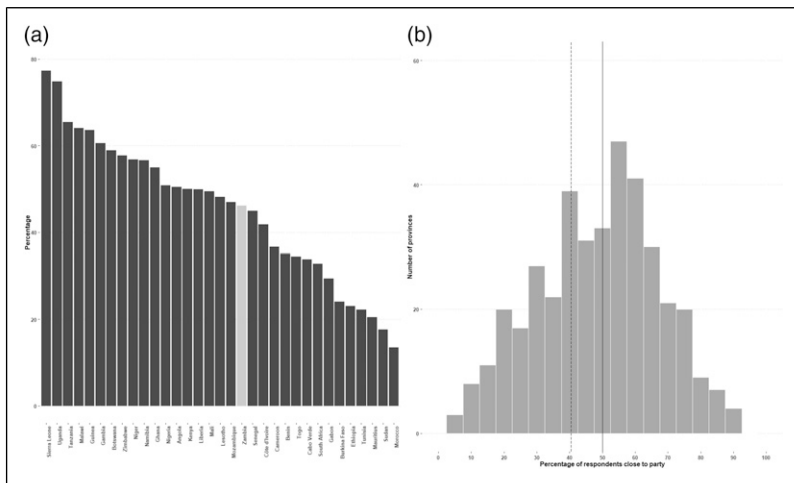 (a)
80
60
40
20
0
Percentage
Sierra Leone
Uganda
Tanzania
Malawi
Guinea
Gambia
Botswana
Zimbabwe
Niger
Namibia
Ghana
Nigeria
Angola
Kenya
Liberia
Mali
Lesotho
Mozambique
Zambia
Senegal
Côte d'Ivoire
Cameroon
Benin
Togo
Cabo Verde
South Africa
Gabon
Burkina Faso
Ethiopia
Tunisia
Mauritius
Sudan
Morocco
(b)
60
40
20
0
Number of provinces
0 10 20 30 40 50 60 70 80 90 100
Percentage of respondents close to party